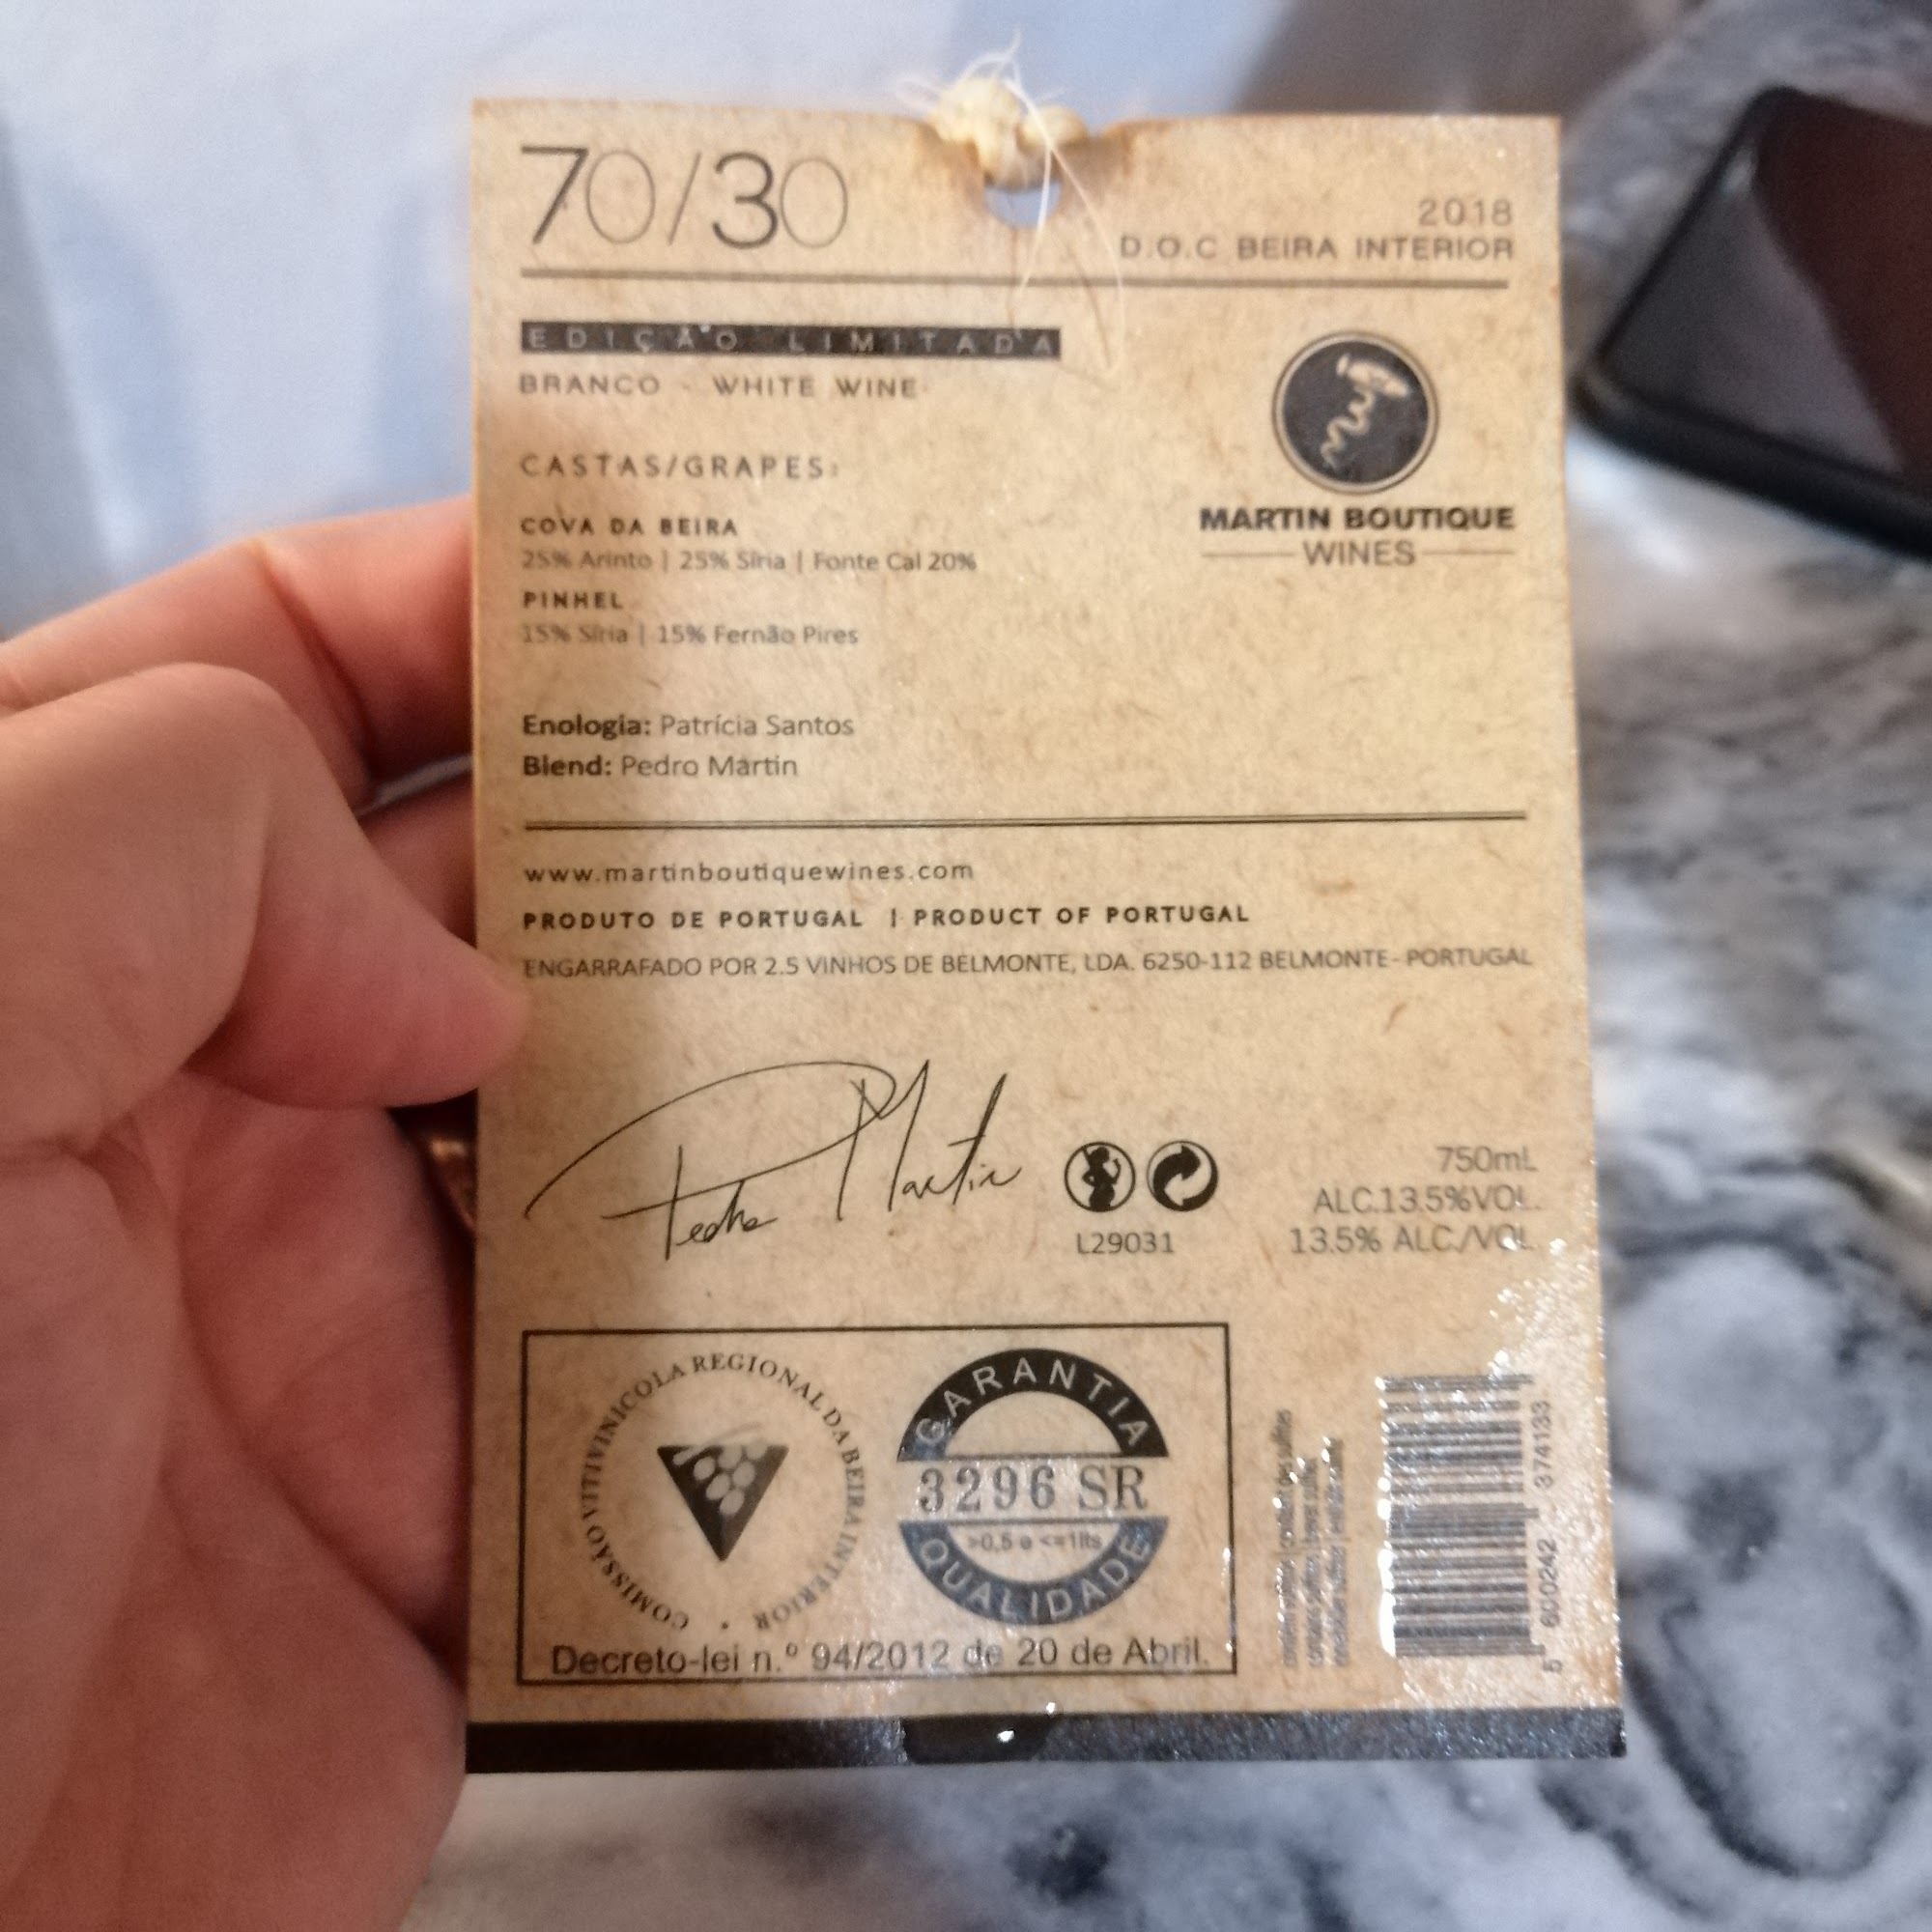 70/30
2018
D.O.C BEIRA INTERIOR
EDIÇÃO LIMITADA
BRANCO - WHITE WINE
CASTAS/GRAPES:
COVA DA BEIRA
25% Arinto | 25% Síria | Fonte Cal 20%
PINHEL
15% Síria | 15% Fernão Pires
MARTIN BOUTIQUE
WINES
Enologia: Patrícia Santos
Blend: Pedro Martin
www.martinboutiquewines.com
PRODUTO DE PORTUGAL | PRODUCT OF PORTUGAL
ENGARRAFADO POR 2.5 VINHOS DE BELMONTE, LDA. 6250-112 BELMONTE- PORTUGAL
Pedro Martin
L29031
750mL
ALC.13.5%VOL.
13.5% ALC./VOL.
COMISSÃO VITIVINICOLA REGIONAL DA BEIRA INTERIOR
GARANTIA
3296 SR
>0,5 e <=1lts
QUALIDADE
Decreto-lei n.º 94/2012 de 20 de Abril.
5 600242 374133